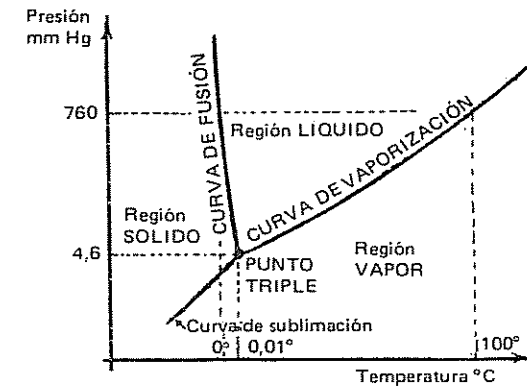 Presión
mm Hg
760
CURVA DE FUSIÓN
Región LIQUIDO
CURVA DE VAPORIZACIÓN
Región
SOLIDO
4,6
PUNTO
TRIPLE
Región
VAPOR
Curva de sublimación
0° 0,01° 100°
Temperatura °C